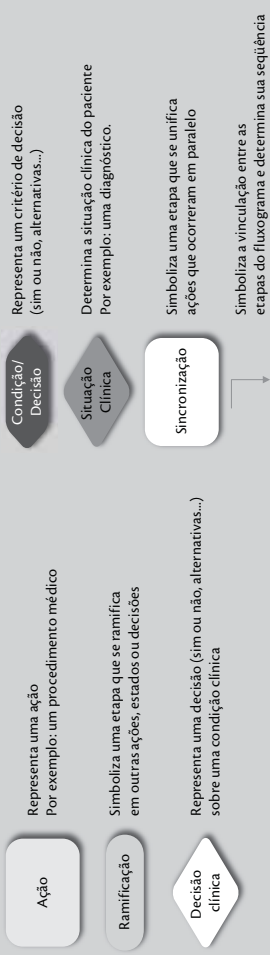 Ação
Representa uma ação
Por exemplo: um procedimento médico
Ramificação
Simboliza uma etapa que se ramifica
em outras ações, estados ou decisões
Decisão
clínica
Representa uma decisão (sim ou não, alternativas...)
sobre uma condição clínica
Condição/
Decisão
Representa um critério de decisão
(sim ou não, alternativas...)
Situação
Clínica
Determina a situação clínica do paciente
Por exemplo: uma diagnóstico.
Sincronização
Simboliza uma etapa que se unifica
ações que ocorreram em paralelo
Simboliza a vinculação entre as
etapas do fluxograma e determina sua seqüência